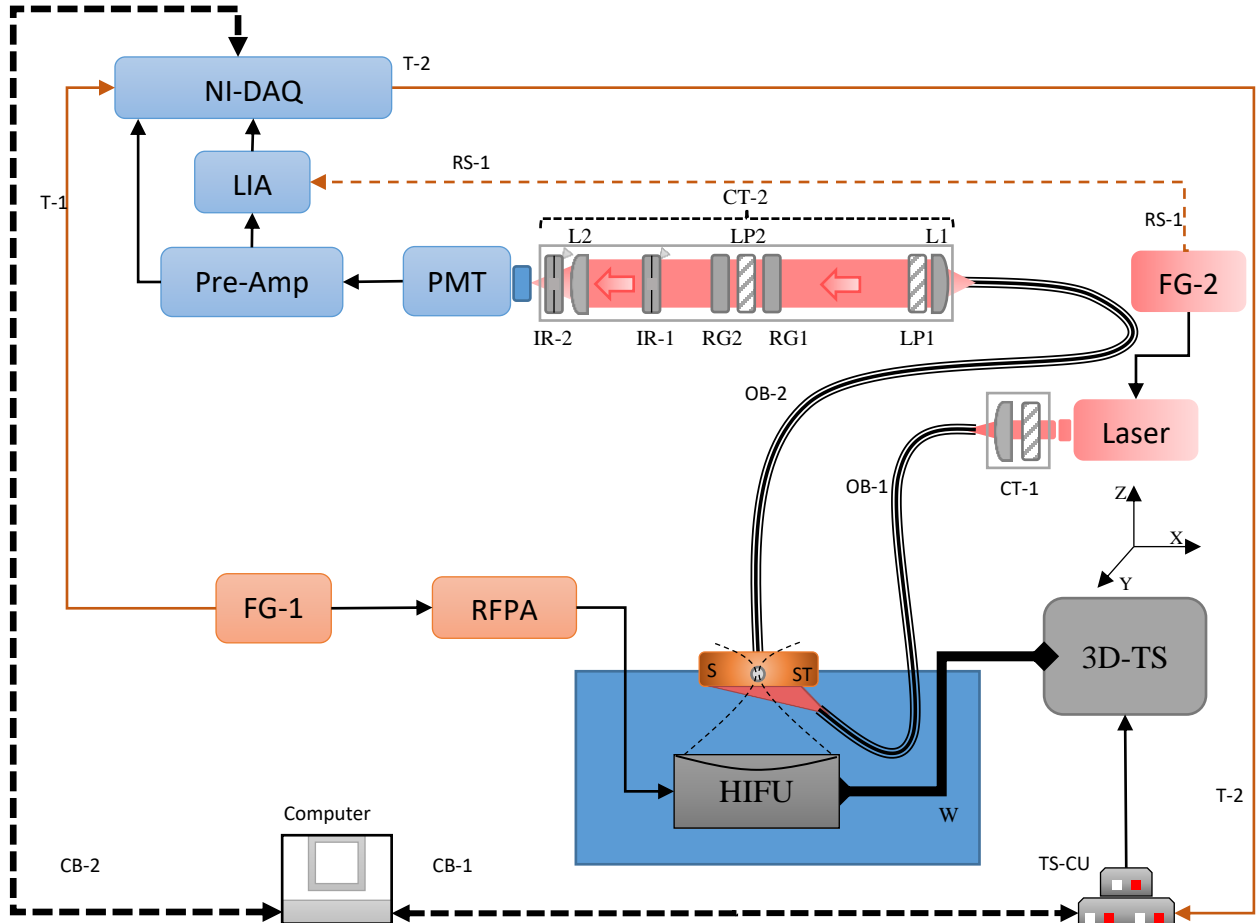 T-2
NI-DAQ
RS-1
LIA
T-1
CT-2
RS-1
L2
LP2
L1
Pre-Amp
PMT
FG-2
IR-2
IR-1
RG2
RG1
LP1
OB-2
Laser
OB-1
CT-1
Z
X
Y
FG-1
RFPA
S
ST
3D-TS
HIFU
W
T-2
Computer
CB-2
CB-1
TS-CU